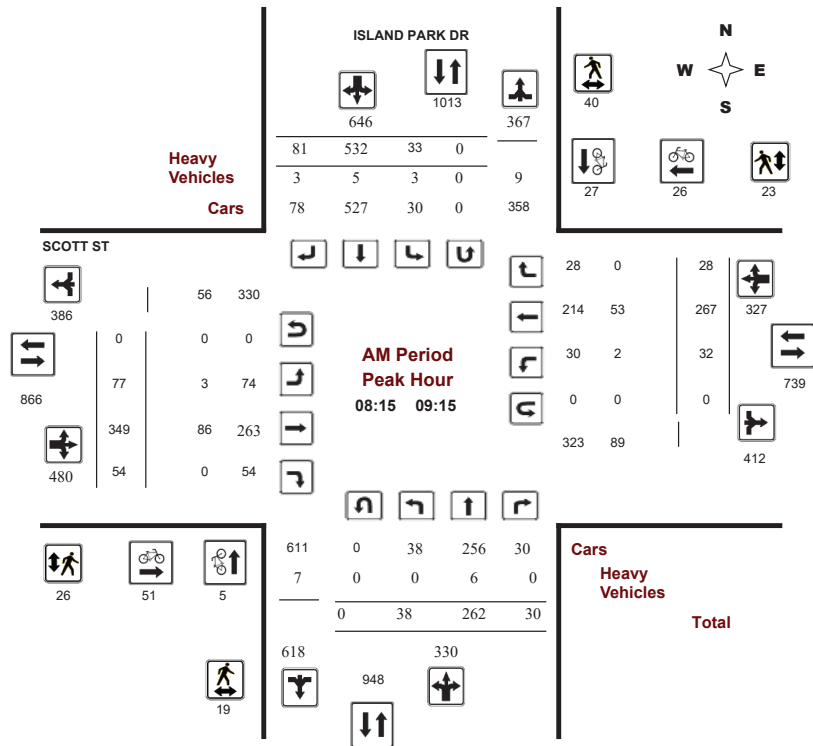 ISLAND PARK DR
N
W E
S
1013
40
646 367
81 532 33 0
Heavy
Vehicles
3 5 3 0 9
27 26 23
Cars
78 527 30 0 358
SCOTT ST
28 0 28
56 330
386
214 53 267 327
0 0 0
AM Period
30 2 32
77 3 74
Peak Hour
866
739
08:15 09:15
0 0 0
349 86 263
323 89
412
480
54 0 54
611 0 38 256 30
Cars
7 0 0 6 0
Heavy
Vehicles
26 51 5
0 38 262 30
Total
618 330
948
19